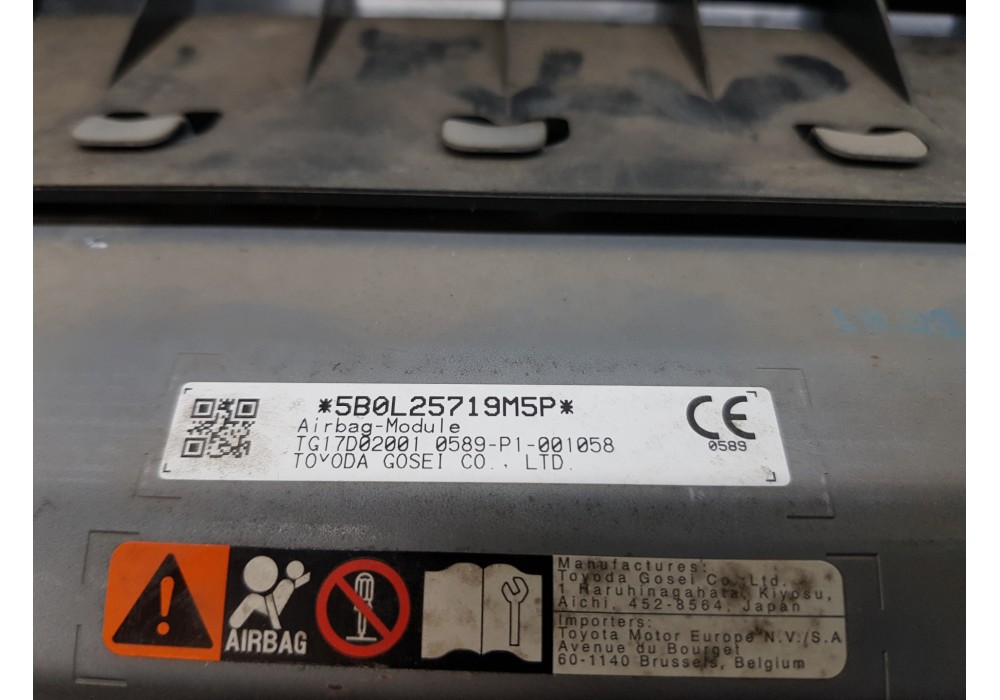 *5B0L25719M5P*
Airbag-Module
TG17D02001 0589-P1-001058
TOYODA GOSEI CO., LTD.
CE
0589
AIRBAG
Manufactures:
Toyoda Gosei Co.,Ltd.
1 Haruhinagahata, Kiyosu,
Aichi, 452-8564, Japan
Importers:
Toyota Motor Europe N.V./S.A
Avenue du Bourget
60-1140 Brussels, Belgium